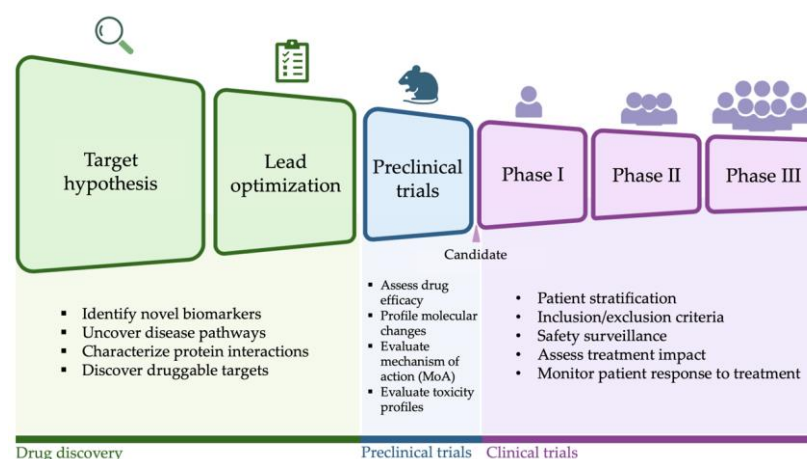 Target
hypothesis
Lead
optimization
Preclinical
trials
Phase I
Phase II
Phase III
Candidate
▪ Identify novel biomarkers
▪ Uncover disease pathways
▪ Characterize protein interactions
▪ Discover druggable targets
▪ Assess drug
efficacy
▪ Profile molecular
changes
▪ Evaluate
mechanism of
action (MoA)
▪ Evaluate toxicity
profiles
• Patient stratification
• Inclusion/exclusion criteria
• Safety surveillance
• Assess treatment impact
• Monitor patient response to treatment
Drug discovery
Preclinical trials
Clinical trials